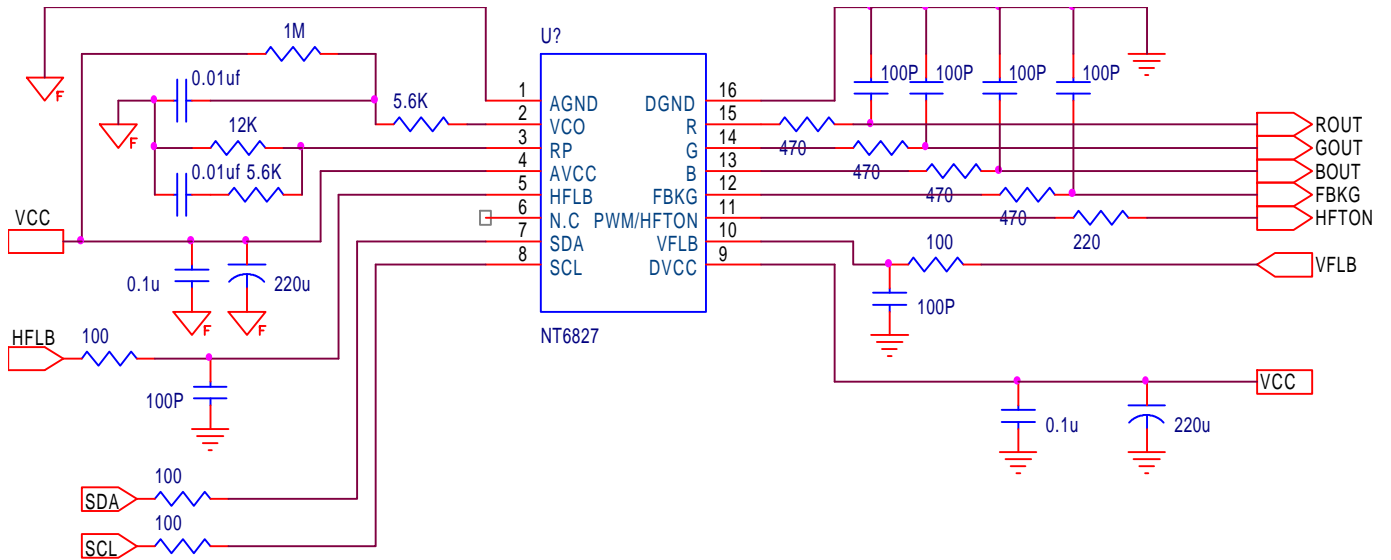 U?
1M
0.01uf
F
F
5.6K
12K
0.01uf 5.6K
100P 100P 100P 100P
1 AGND DGND 16
2 VCO R 15
3 RP G 14
4 AVCC B 13
5 HFLB FBKG 12
6 N.C PWM/HFTON 11
7 SDA VFLB 10
8 SCL DVCC 9
470
470
470
470
220
ROUT
GOUT
BOUT
FBKG
HFTON
VCC
0.1u
220u
F
F
100
VFLB
100P
NT6827
HFLB
100
100P
VCC
0.1u
220u
100
SDA
100
SCL